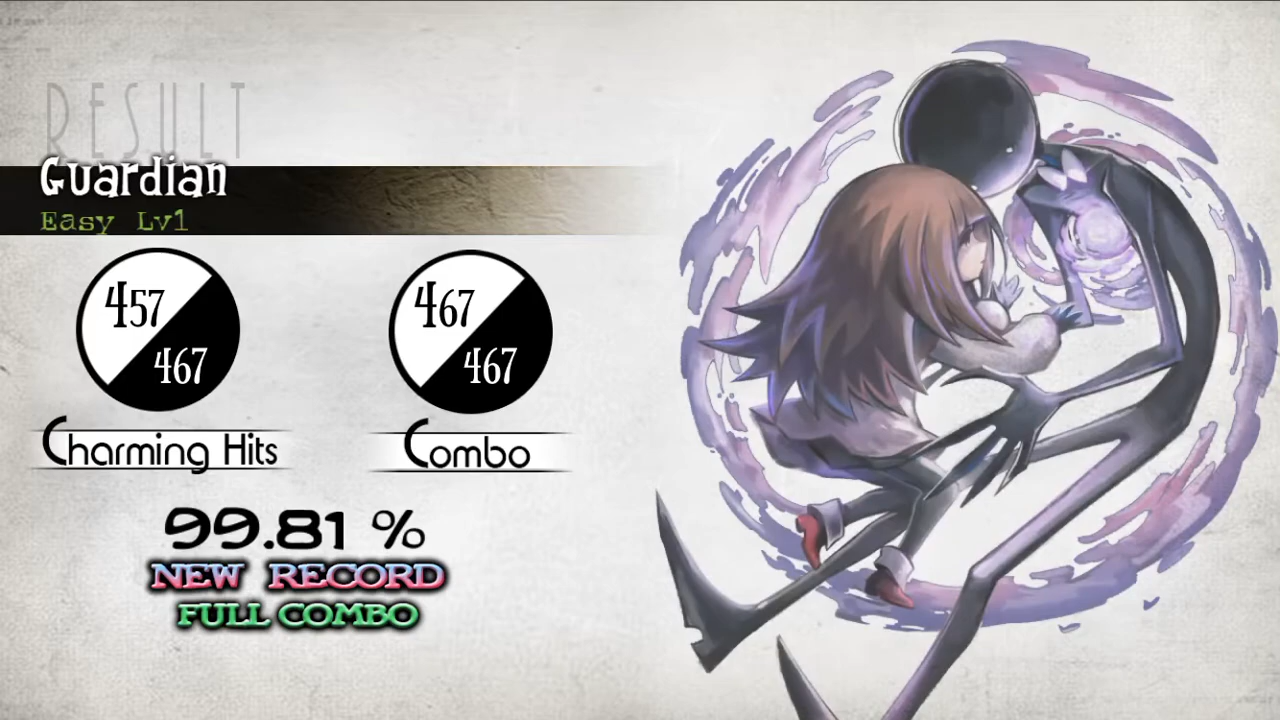 RESULT
Guardian
Easy Lv1
457
467
Charming Hits
467
467
Combo
99.81 %
NEW RECORD
FULL COMBO